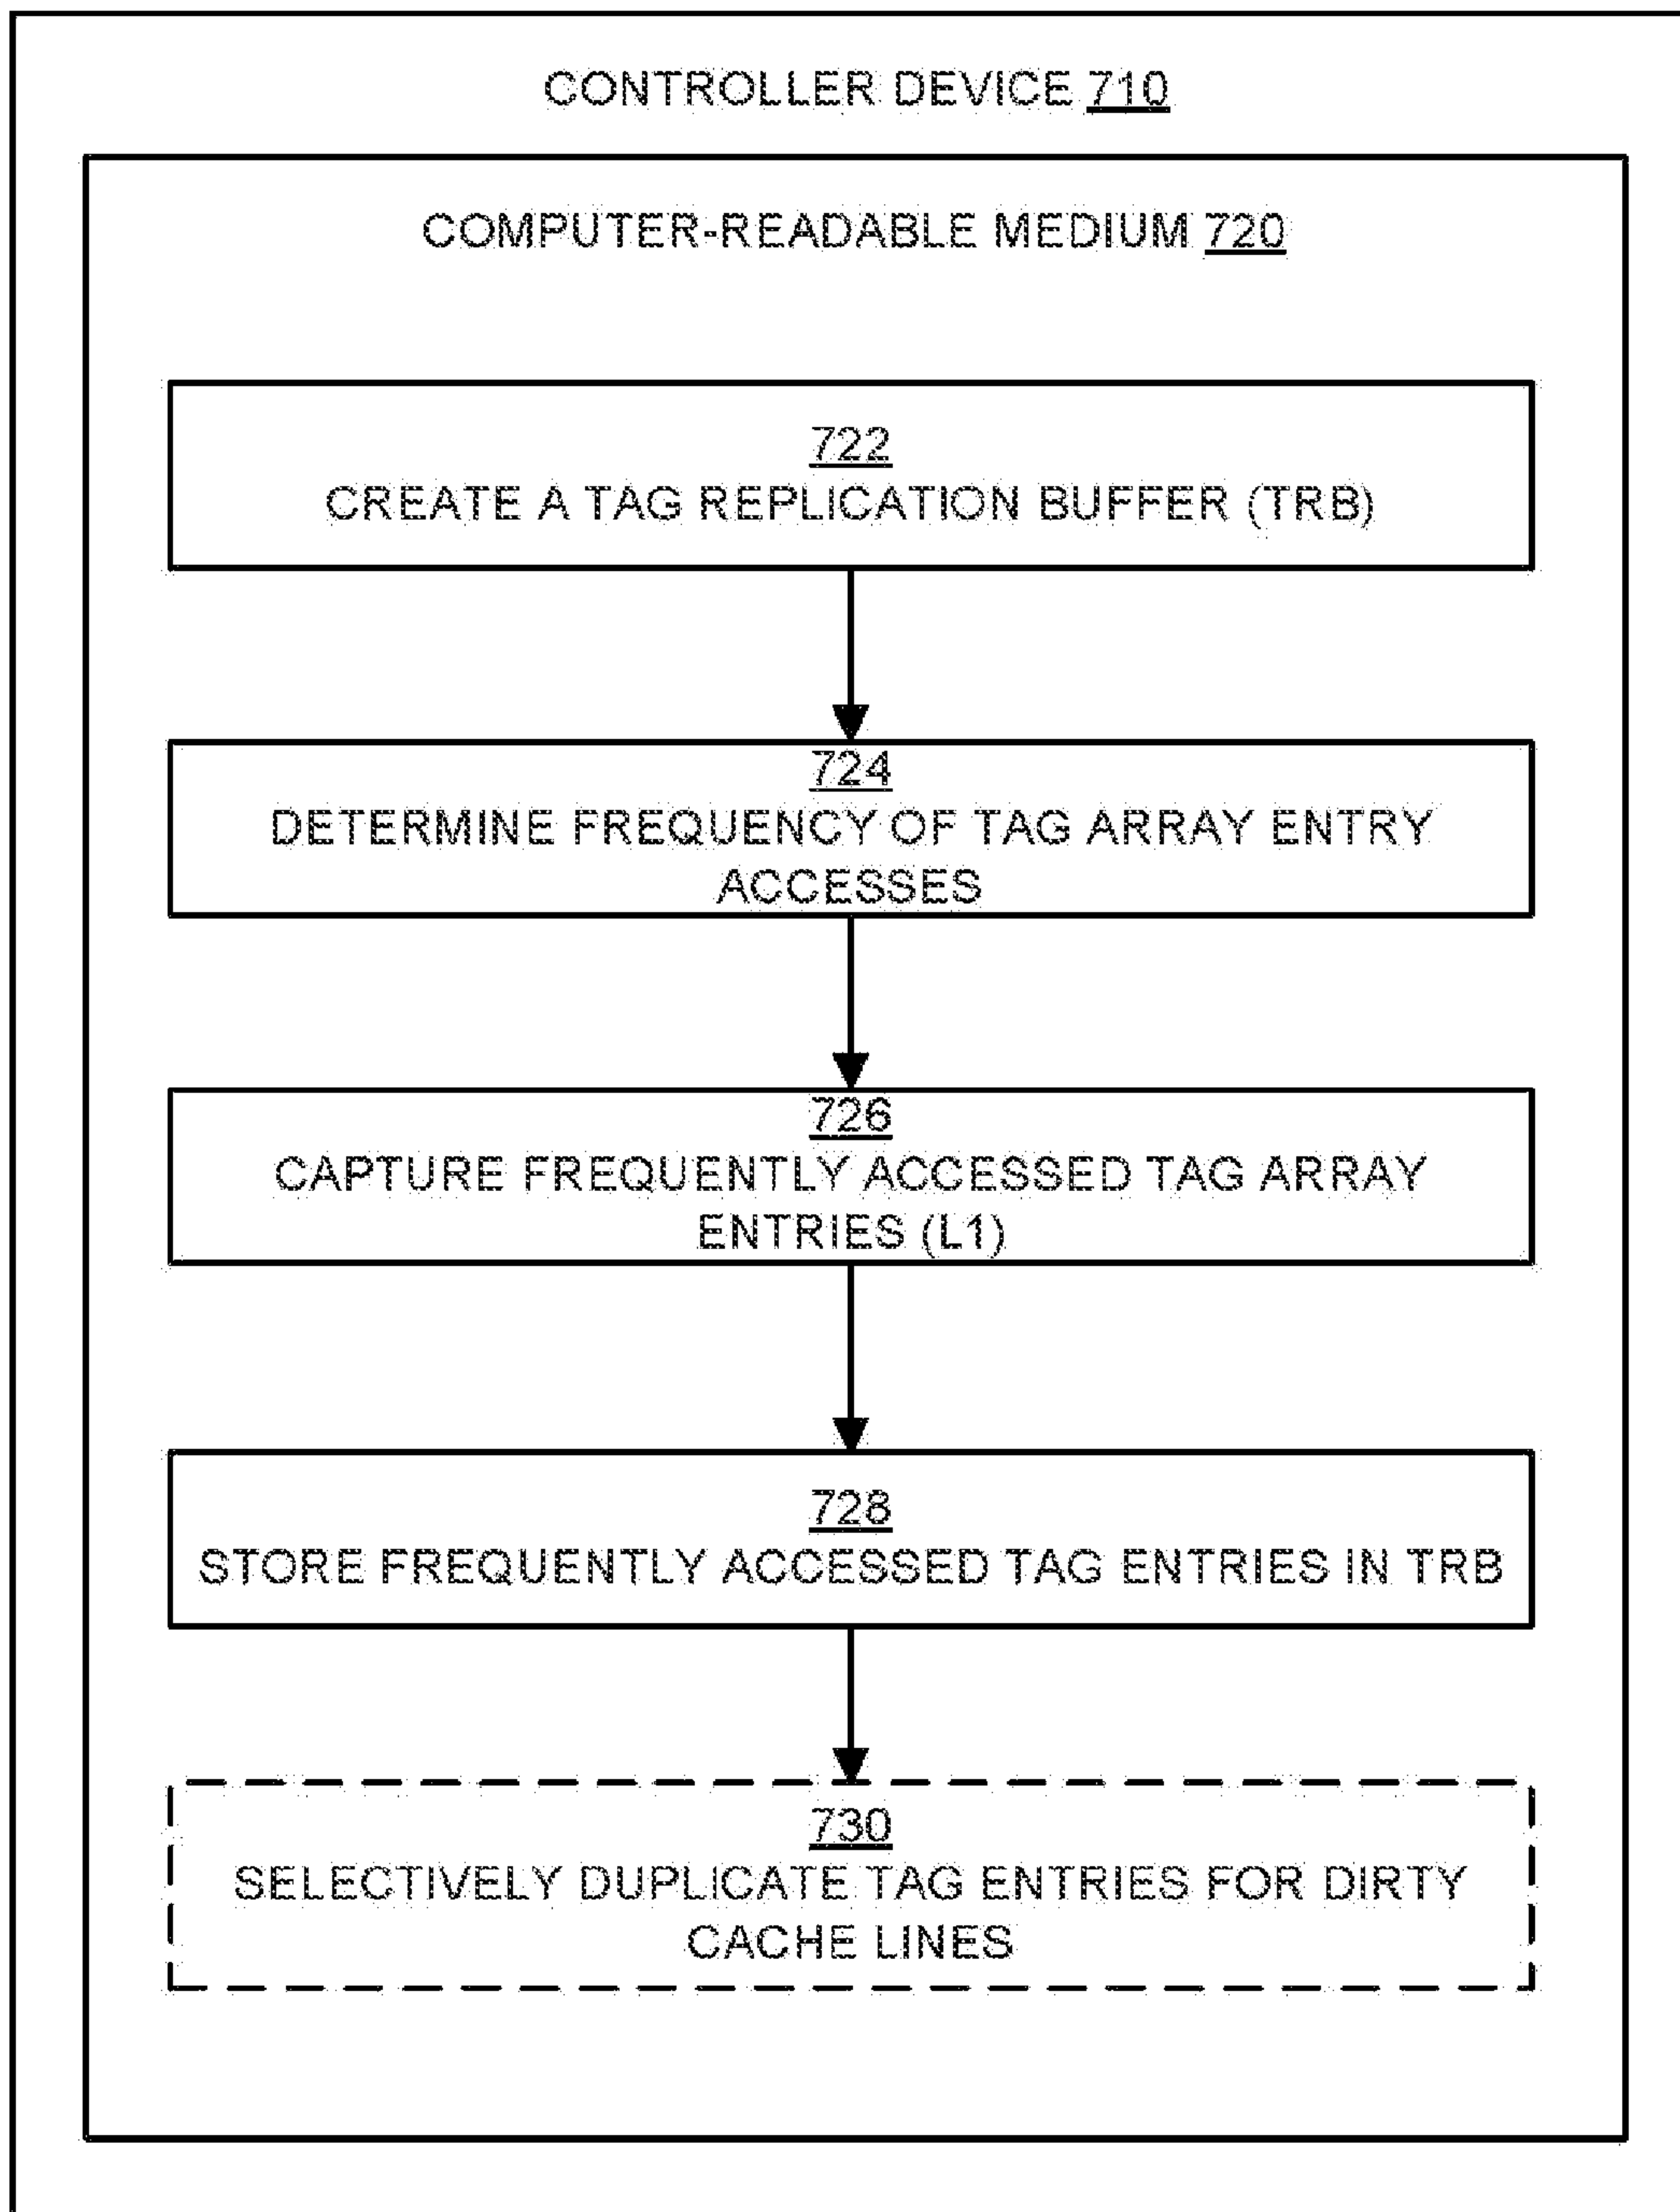 CONTROLLER DEVICE 710
COMPUTER-READABLE MEDIUM 720
722
CREATE A TAG REPLICATION BUFFER (TRB)
724
DETERMINE FREQUENCY OF TAG ARRAY ENTRY
ACCESSES
726
CAPTURE FREQUENTLY ACCESSED TAG ARRAY
ENTRIES (L1)
728
STORE FREQUENTLY ACCESSED TAG ENTRIES IN TRB
730
SELECTIVELY DUPLICATE TAG ENTRIES FOR DIRTY
CACHE LINES